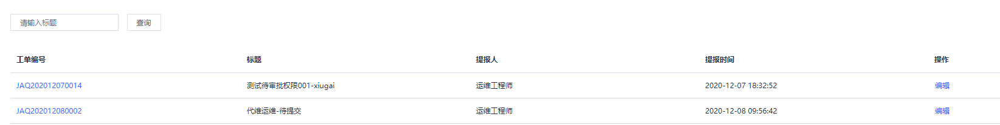 请输入标题 查询
工单编号 标题 提报人 提报时间 操作
JAQ202012070014 测试待审批权限001-xiugai 运维工程师 2020-12-07 18:32:52 编辑
JAQ202012080002 代维运维-待提交 运维工程师 2020-12-08 09:56:42 编辑